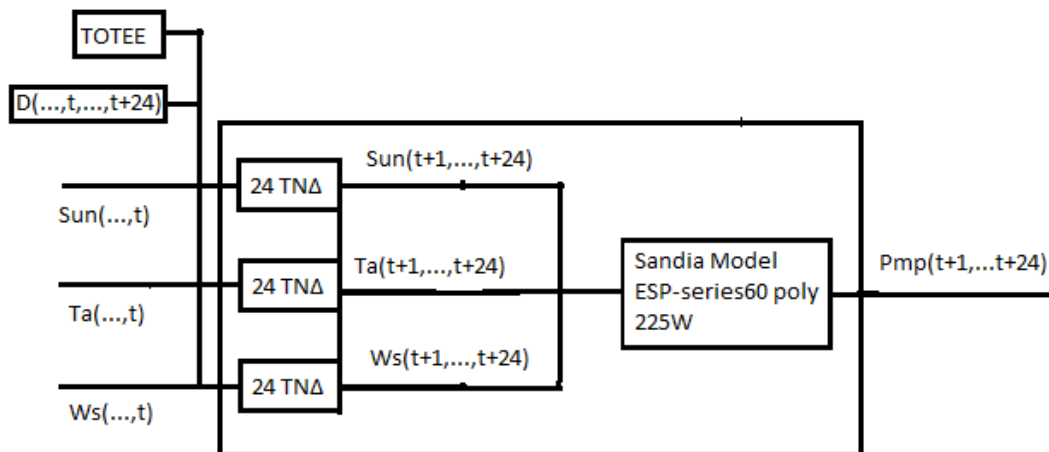 TOTEE
D(...,t,...,t+24)
Sun(t+1,...,t+24)
24 TNΔ
Sun(...,t)
Ta(t+1,...,t+24)
24 TNΔ
Ta(...,t)
Sandia Model
ESP-series60 poly
225W
Pmp(t+1,...t+24)
Ws(t+1,...,t+24)
24 TNΔ
Ws(...,t)